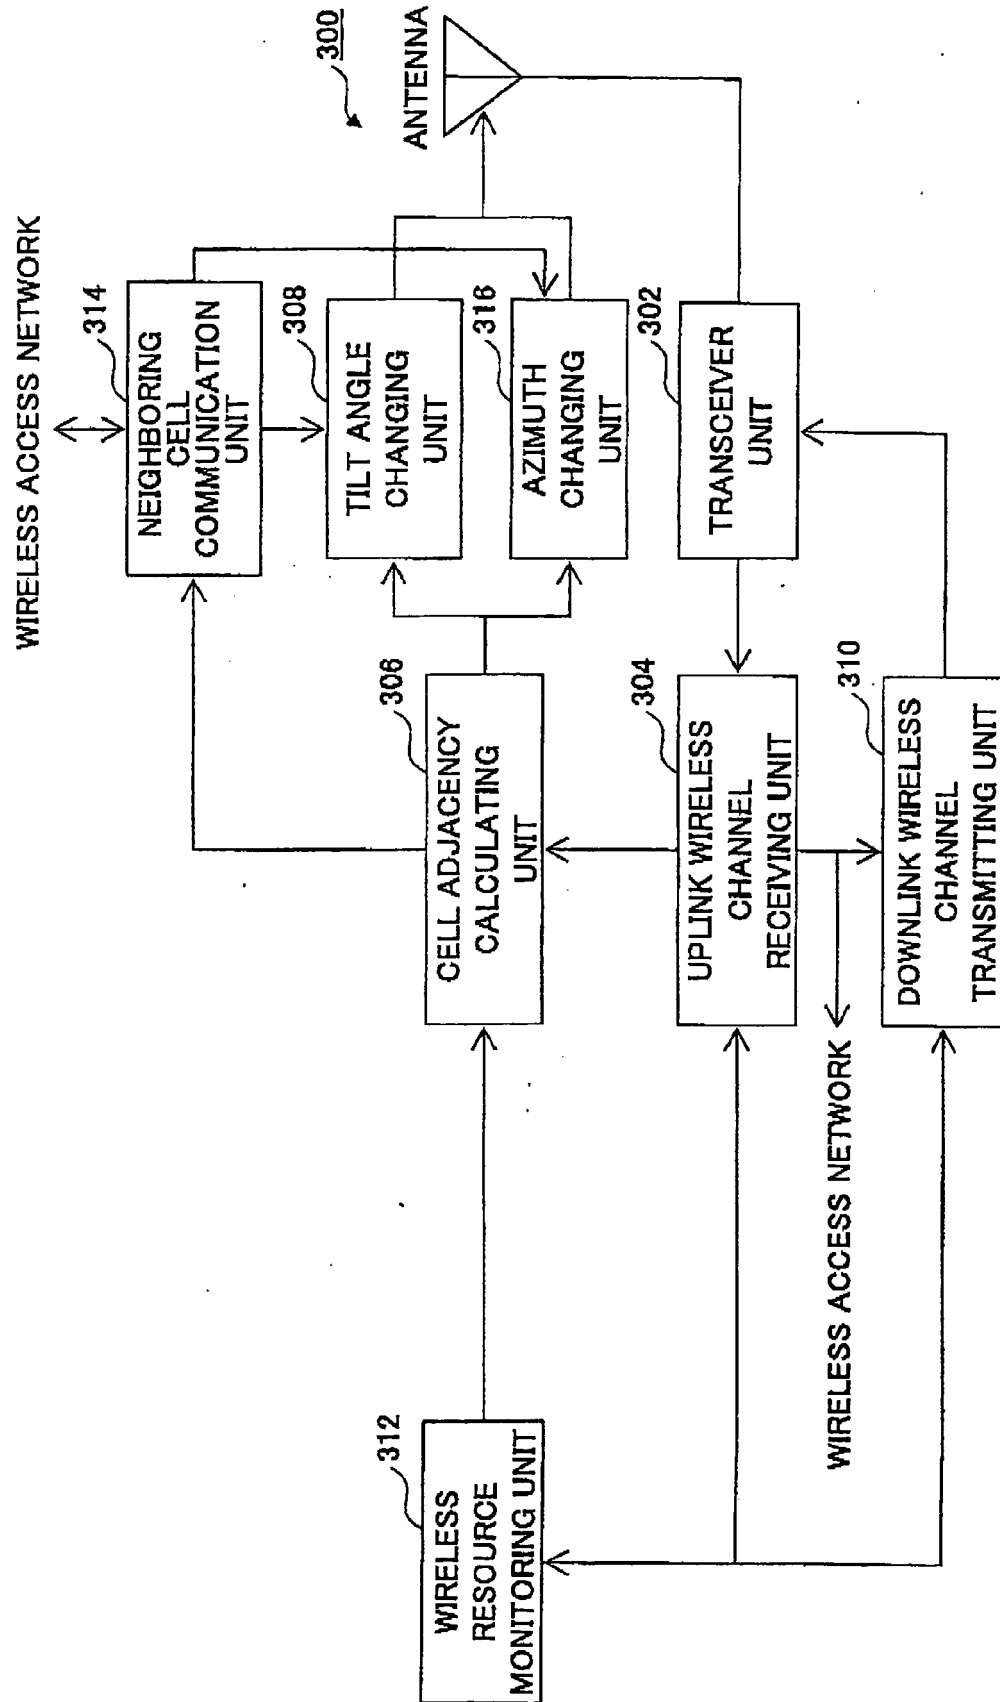 WIRELESS ACCESS NETWORK
300
ANTENNA
314
NEIGHBORING
CELL
COMMUNICATION
UNIT
308
TILT ANGLE
CHANGING
UNIT
316
AZIMUTH
CHANGING
UNIT
302
TRANSCEIVER
UNIT
306
CELL ADJACENCY
CALCULATING
UNIT
304
UPLINK WIRELESS
CHANNEL
RECEIVING UNIT
310
DOWNLINK WIRELESS
CHANNEL
TRANSMITTING UNIT
312
WIRELESS
RESOURCE
MONITORING UNIT
WIRELESS ACCESS NETWORK